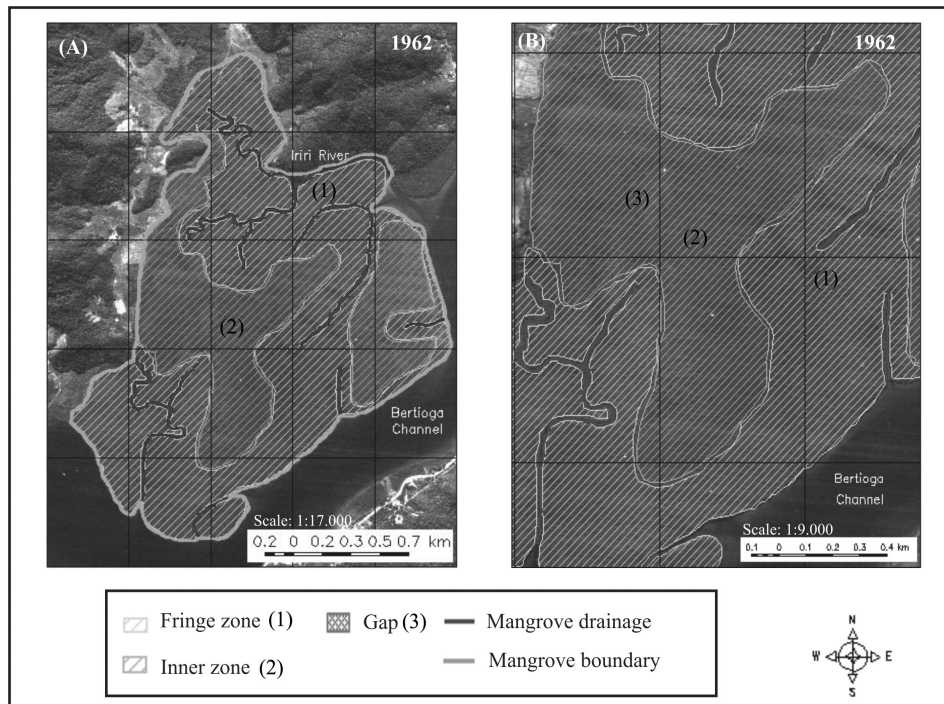 (A)
1962
Iriri River
(1)
(2)
Bertioga
Channel
Scale: 1:17.000
0.2 0 0.2 0.3 0.5 0.7 km
(B)
1962
(3)
(2)
(1)
Bertioga
Channel
Scale: 1:9.000
0.1 0 0.1 0.2 0.3 0.4 km
Fringe zone (1)
Gap (3)
Mangrove drainage
Inner zone (2)
Mangrove boundary
N
W E
S